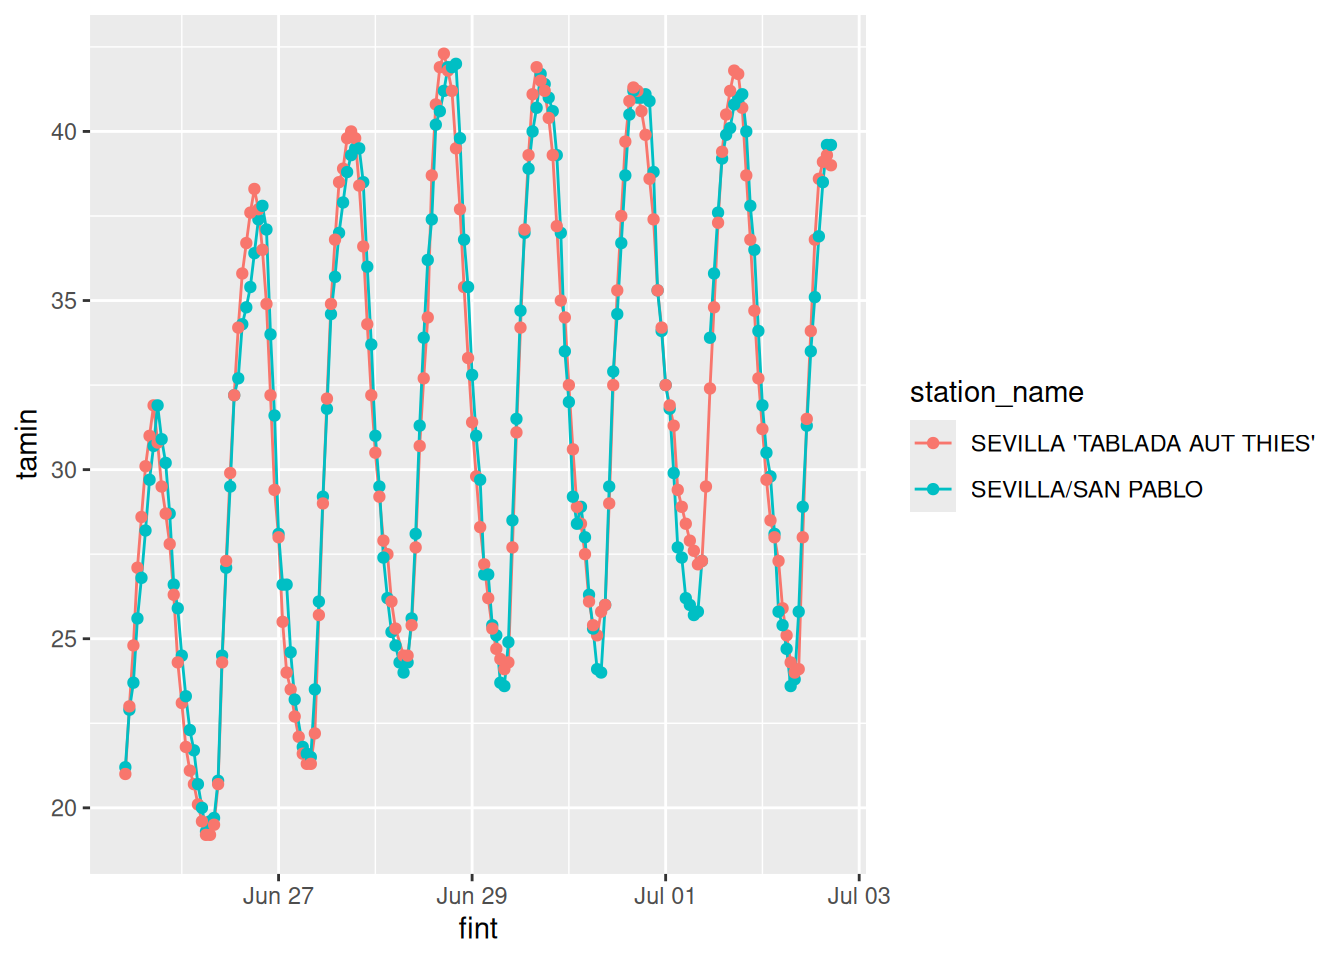 40
35
30
25
20
tamin
Jun 27
Jun 29
Jul 01
Jul 03
fint
station_name
SEVILLA 'TABLADA AUT THIES'
SEVILLA/SAN PABLO